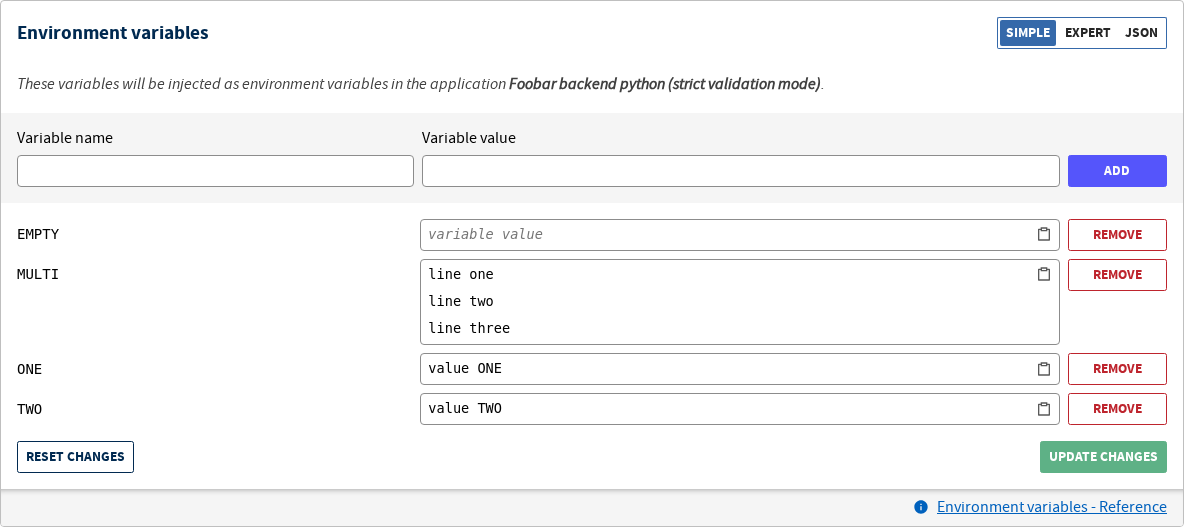 Environment variables
SIMPLE EXPERT JSON
These variables will be injected as environment variables in the application Foobar backend python (strict validation mode).
Variable name Variable value
ADD
EMPTY variable value REMOVE
MULTI line one REMOVE
line two
line three
ONE value ONE REMOVE
TWO value TWO REMOVE
RESET CHANGES UPDATE CHANGES
Environment variables - Reference